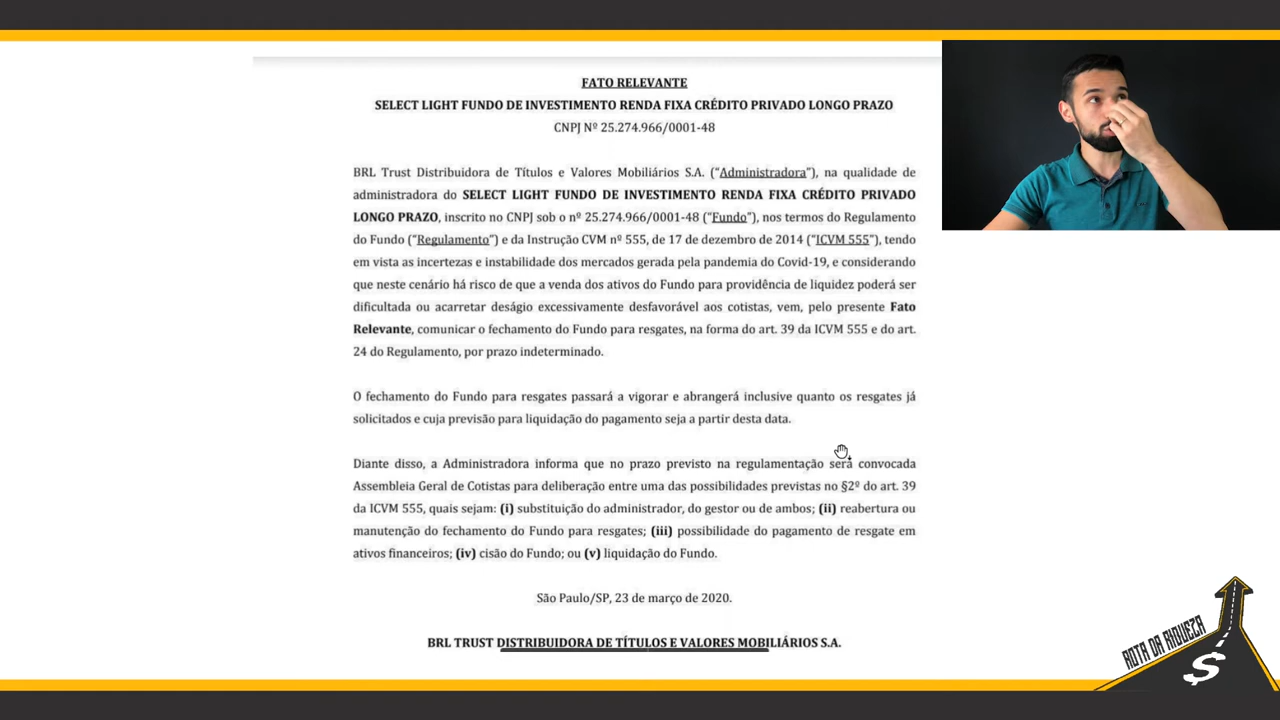 FATO RELEVANTE
SELECT LIGHT FUNDO DE INVESTIMENTO RENDA FIXA CRÉDITO PRIVADO LONGO PRAZO
CNPJ Nº 25.274.966/0001-48
BRL Trust Distribuidora de Títulos e Valores Mobiliários S.A. (“Administradora”), na qualidade de
administradora do SELECT LIGHT FUNDO DE INVESTIMENTO RENDA FIXA CRÉDITO PRIVADO
LONGO PRAZO, inscrito no CNPJ sob o nº 25.274.966/0001-48 (“Fundo”), nos termos do Regulamento
do Fundo (“Regulamento”) e da Instrução CVM nº 555, de 17 de dezembro de 2014 (“ICVM 555”), tendo
em vista as incertezas e instabilidade dos mercados gerada pela pandemia do Covid-19, e considerando
que neste cenário há risco de que a venda dos ativos do Fundo para providência de liquidez poderá ser
dificultada ou acarretar deságio excessivamente desfavorável aos cotistas, vem, pelo presente Fato
Relevante, comunicar o fechamento do Fundo para resgates, na forma do art. 39 da ICVM 555 e do art.
24 do Regulamento, por prazo indeterminado.
O fechamento do Fundo para resgates passará a vigorar e abrangerá inclusive quanto os resgates já
solicitados e cuja previsão para liquidação do pagamento seja a partir desta data.
Diante disso, a Administradora informa que no prazo previsto na regulamentação será convocada
Assembleia Geral de Cotistas para deliberação entre uma das possibilidades previstas no §2º do art. 39
da ICVM 555, quais sejam: (i) substituição do administrador, do gestor ou de ambos; (ii) reabertura ou
manutenção do fechamento do Fundo para resgates; (iii) possibilidade do pagamento de resgate em
ativos financeiros; (iv) cisão do Fundo; ou (v) liquidação do Fundo.
São Paulo/SP, 23 de março de 2020.
BRL TRUST DISTRIBUIDORA DE TÍTULOS E VALORES MOBILIÁRIOS S.A.
ROTA DA RIQUEZA
$